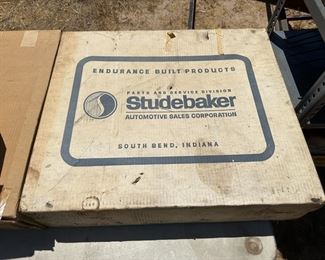 ENDURANCE BUILT PRODUCTS
PARTS AND SERVICE DIVISION
Studebaker
AUTOMOTIVE SALES CORPORATION
SOUTH BEND, INDIANA